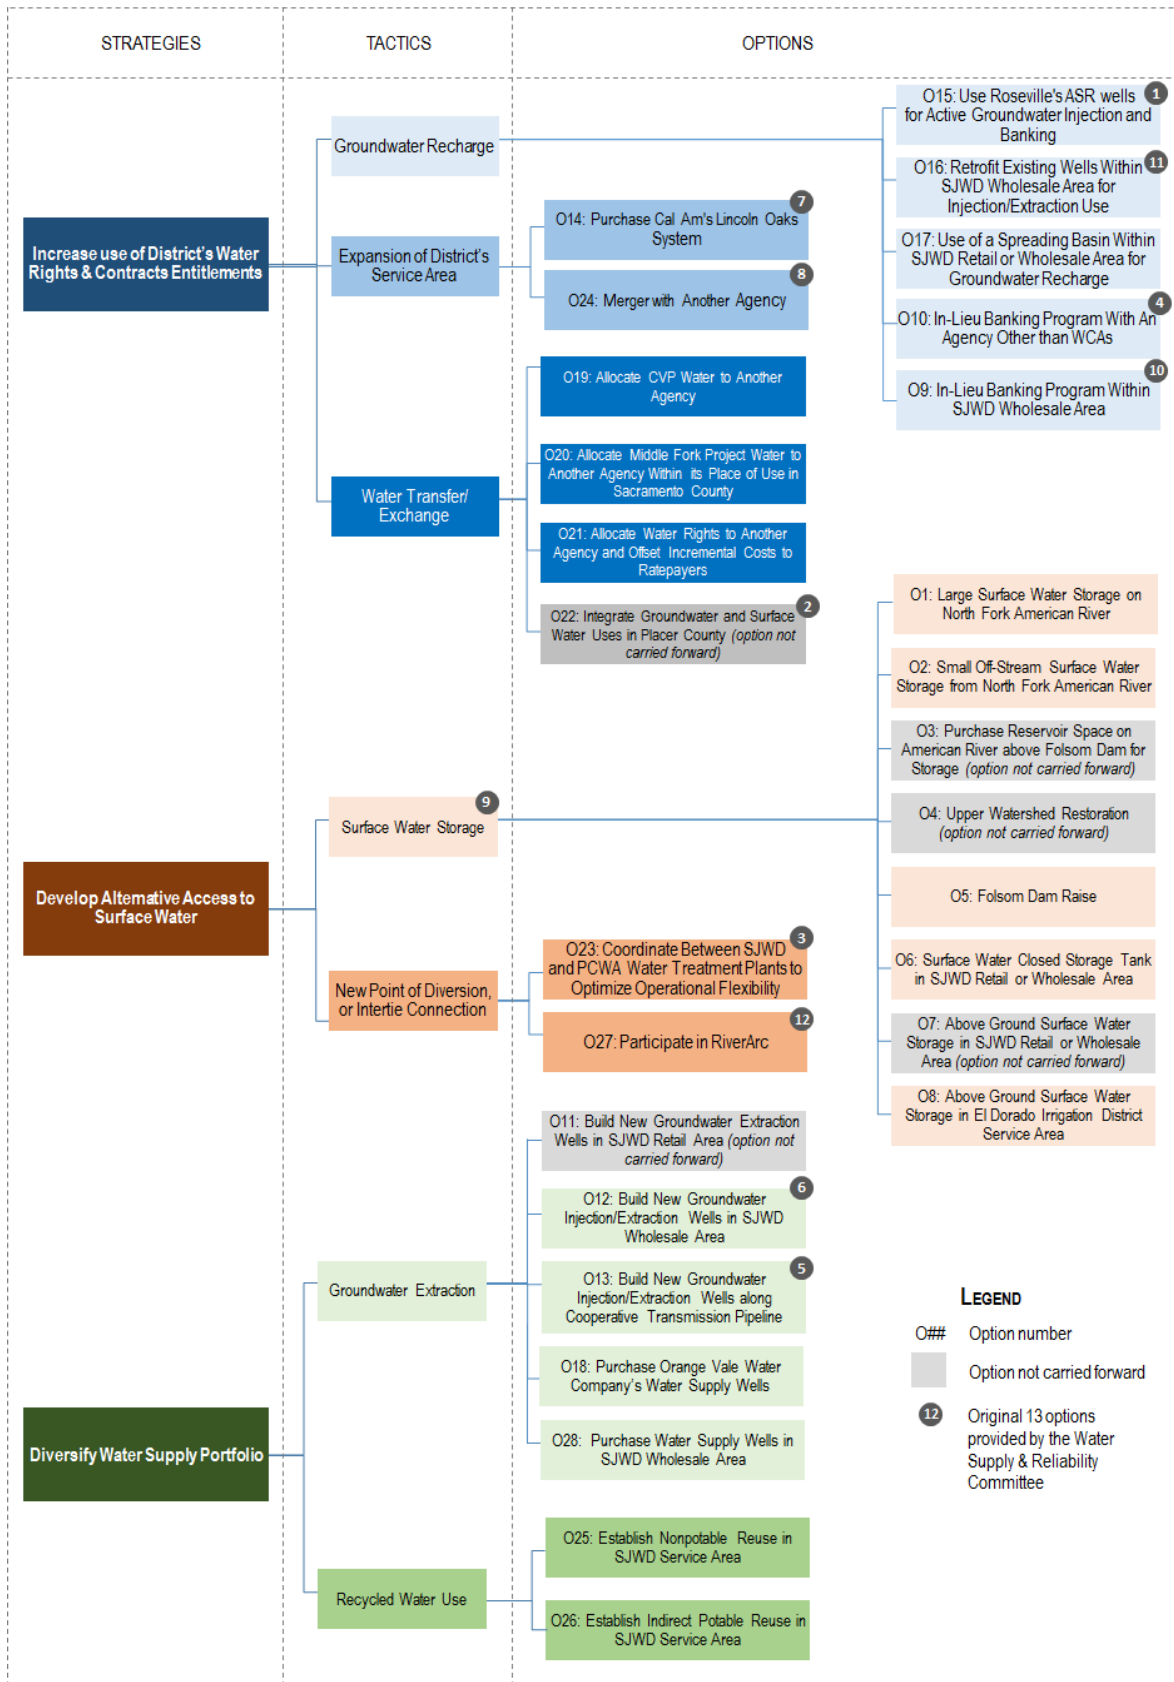 STRATEGIES
TACTICS
OPTIONS
Increase use of District's Water
Rights & Contracts Entitlements
Groundwater Recharge
O15: Use Roseville's ASR wells
for Active Groundwater Injection and
Banking
1
O16: Retrofit Existing Wells Within
SJWD Wholesale Area for
Injection/Extraction Use
11
O17: Use of a Spreading Basin Within
SJWD Retail or Wholesale Area for
Groundwater Recharge
O10: In-Lieu Banking Program With An
Agency Other than WCAs
4
O9: In-Lieu Banking Program Within
SJWD Wholesale Area
10
Expansion of District's
Service Area
O14: Purchase Cal Am's Lincoln Oaks
System
7
O24: Merger with Another Agency
8
Water Transfer/
Exchange
O19: Allocate CVP Water to Another
Agency
O20: Allocate Middle Fork Project Water to
Another Agency Within its Place of Use in
Sacramento County
O21: Allocate Water Rights to Another
Agency and Offset Incremental Costs to
Ratepayers
O22: Integrate Groundwater and Surface
Water Uses in Placer County (option not
carried forward)
2
Develop Alternative Access to
Surface Water
Surface Water Storage
9
O1: Large Surface Water Storage on
North Fork American River
O2: Small Off-Stream Surface Water
Storage from North Fork American River
O3: Purchase Reservoir Space on
American River above Folsom Dam for
Storage (option not carried forward)
O4: Upper Watershed Restoration
(option not carried forward)
O5: Folsom Dam Raise
O6: Surface Water Closed Storage Tank
in SJWD Retail or Wholesale Area
O7: Above Ground Surface Water
Storage in SJWD Retail or Wholesale
Area (option not carried forward)
O8: Above Ground Surface Water
Storage in El Dorado Irrigation District
Service Area
New Point of Diversion,
or Intertie Connection
O23: Coordinate Between SJWD
and PCWA Water Treatment Plants to
Optimize Operational Flexibility
3
O27: Participate in RiverArc
12
Diversify Water Supply Portfolio
Groundwater Extraction
O11: Build New Groundwater Extraction
Wells in SJWD Retail Area (option not
carried forward)
O12: Build New Groundwater
Injection/Extraction Wells in SJWD
Wholesale Area
6
O13: Build New Groundwater
Injection/Extraction Wells along
Cooperative Transmission Pipeline
5
O18: Purchase Orange Vale Water
Company's Water Supply Wells
O28: Purchase Water Supply Wells in
SJWD Wholesale Area
Recycled Water Use
O25: Establish Nonpotable Reuse in
SJWD Service Area
O26: Establish Indirect Potable Reuse in
SJWD Service Area
LEGEND
O## Option number
Option not carried forward
12 Original 13 options
provided by the Water
Supply & Reliability
Committee